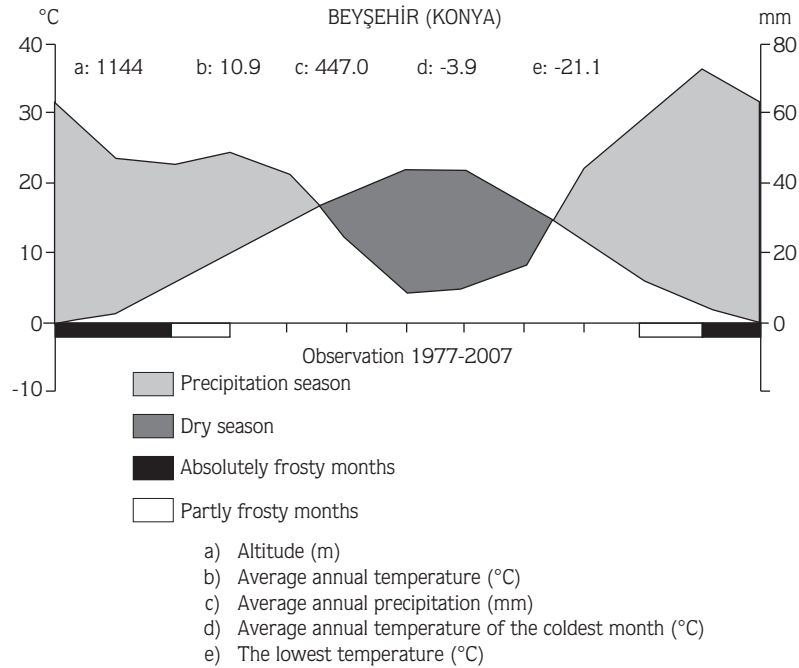 °C BEYŞEHİR (KONYA) mm
40 80
a: 1144 b: 10.9 c: 447.0 d: -3.9 e: -21.1
30 60
20 40
10 20
0 0
Observation 1977-2007
-10
Precipitation season
Dry season
Absolutely frosty months
Partly frosty months
a) Altitude (m)
b) Average annual temperature (°C)
c) Average annual precipitation (mm)
d) Average annual temperature of the coldest month (°C)
e) The lowest temperature (°C)